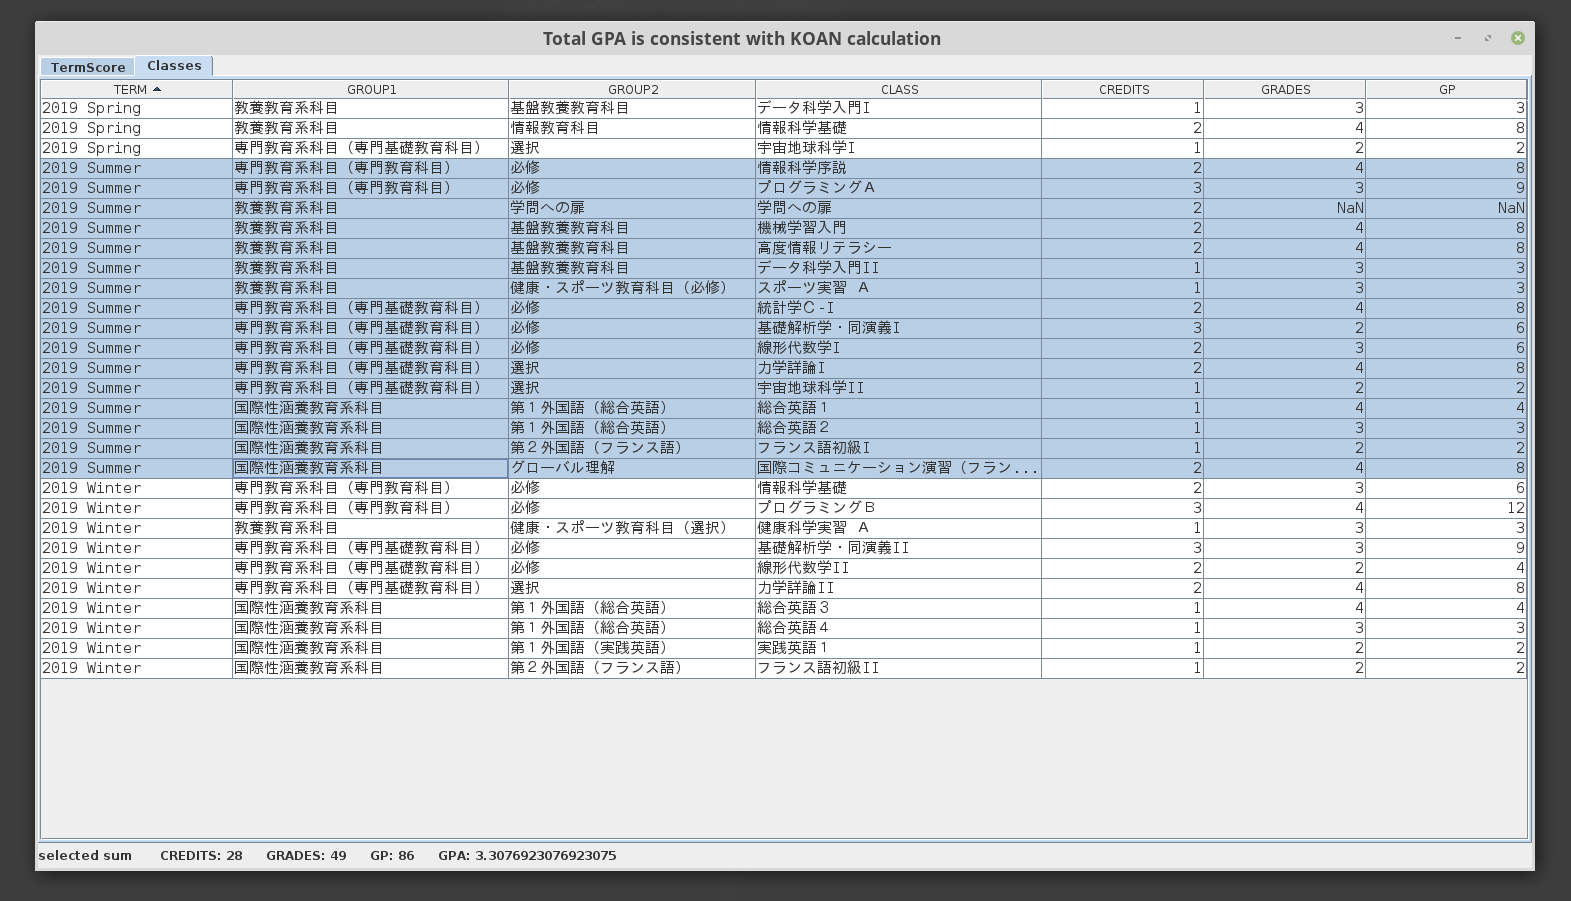 Total GPA is consistent with KOAN calculation
TermScore Classes
TERM GROUP1 GROUP2 CLASS CREDITS GRADES GP
2019 Spring 教養教育系科目 基盤教養教育科目 データ科学入門I 1 3 3
2019 Spring 教養教育系科目 情報教育科目 情報科学基礎 2 4 8
2019 Spring 専門教育系科目（専門基礎教育科目） 選択 宇宙地球科学I 1 2 2
2019 Summer 専門教育系科目（専門教育科目） 必修 情報科学序説 2 4 8
2019 Summer 専門教育系科目（専門教育科目） 必修 プログラミングＡ 3 3 9
2019 Summer 教養教育系科目 学問への扉 学問への扉 2 NaN NaN
2019 Summer 教養教育系科目 基盤教養教育科目 機械学習入門 2 4 8
2019 Summer 教養教育系科目 基盤教養教育科目 高度情報リテラシー 2 4 8
2019 Summer 教養教育系科目 基盤教養教育科目 データ科学入門II 1 3 3
2019 Summer 教養教育系科目 健康・スポーツ教育科目（必修） スポーツ実習　Ａ 1 3 3
2019 Summer 専門教育系科目（専門基礎教育科目） 必修 統計学Ｃ-I 2 4 8
2019 Summer 専門教育系科目（専門基礎教育科目） 必修 基礎解析学・同演義I 3 2 6
2019 Summer 専門教育系科目（専門基礎教育科目） 必修 線形代数学I 2 3 6
2019 Summer 専門教育系科目（専門基礎教育科目） 選択 力学詳論I 2 4 8
2019 Summer 専門教育系科目（専門基礎教育科目） 選択 宇宙地球科学II 1 2 2
2019 Summer 国際性涵養教育系科目 第１外国語（総合英語） 総合英語１ 1 4 4
2019 Summer 国際性涵養教育系科目 第１外国語（総合英語） 総合英語２ 1 3 3
2019 Summer 国際性涵養教育系科目 第２外国語（フランス語） フランス語初級I 1 2 2
2019 Summer 国際性涵養教育系科目 グローバル理解 国際コミュニケーション演習（フラン... 2 4 8
2019 Winter 専門教育系科目（専門教育科目） 必修 情報科学基礎 2 3 6
2019 Winter 専門教育系科目（専門教育科目） 必修 プログラミングＢ 3 4 12
2019 Winter 教養教育系科目 健康・スポーツ教育科目（選択） 健康科学実習　Ａ 1 3 3
2019 Winter 専門教育系科目（専門基礎教育科目） 必修 基礎解析学・同演義II 3 3 9
2019 Winter 専門教育系科目（専門基礎教育科目） 必修 線形代数学II 2 2 4
2019 Winter 専門教育系科目（専門基礎教育科目） 選択 力学詳論II 2 4 8
2019 Winter 国際性涵養教育系科目 第１外国語（総合英語） 総合英語３ 1 4 4
2019 Winter 国際性涵養教育系科目 第１外国語（総合英語） 総合英語４ 1 3 3
2019 Winter 国際性涵養教育系科目 第１外国語（実践英語） 実践英語１ 1 2 2
2019 Winter 国際性涵養教育系科目 第２外国語（フランス語） フランス語初級II 1 2 2
selected sum CREDITS: 28 GRADES: 49 GP: 86 GPA: 3.3076923076923075